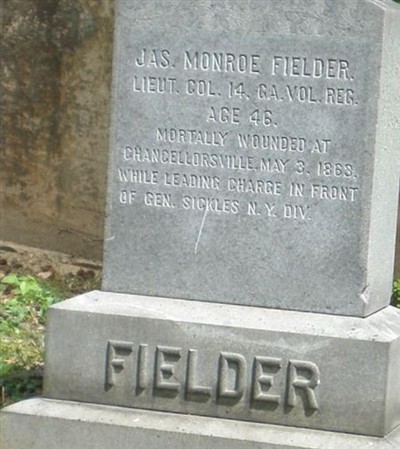 JAS. MONROE FIELDER.
LIEUT. COL. 14. GA. VOL. REG.
AGE 46.
MORTALLY WOUNDED AT
CHANCELLORSVILLE, MAY 3, 1863,
WHILE LEADING CHARGE IN FRONT
OF GEN. SICKLES N.Y. DIV.
FIELDER